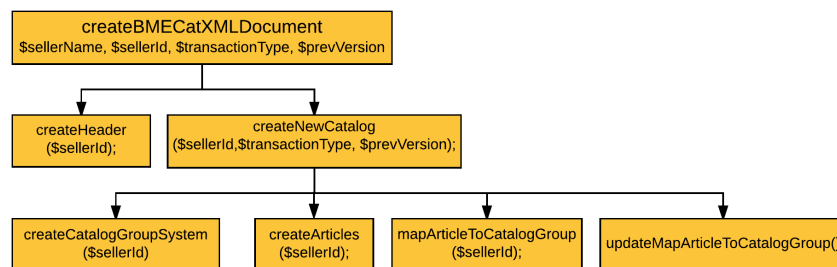 createBMECatXMLDocument
$sellerName, $sellerId, $transactionType, $prevVersion
createHeader
($sellerId);
createNewCatalog
($sellerId,$transactionType, $prevVersion);
createCatalogGroupSystem
($sellerId)
createArticles
($sellerId);
mapArticleToCatalogGroup
($sellerId);
updateMapArticleToCatalogGroup()